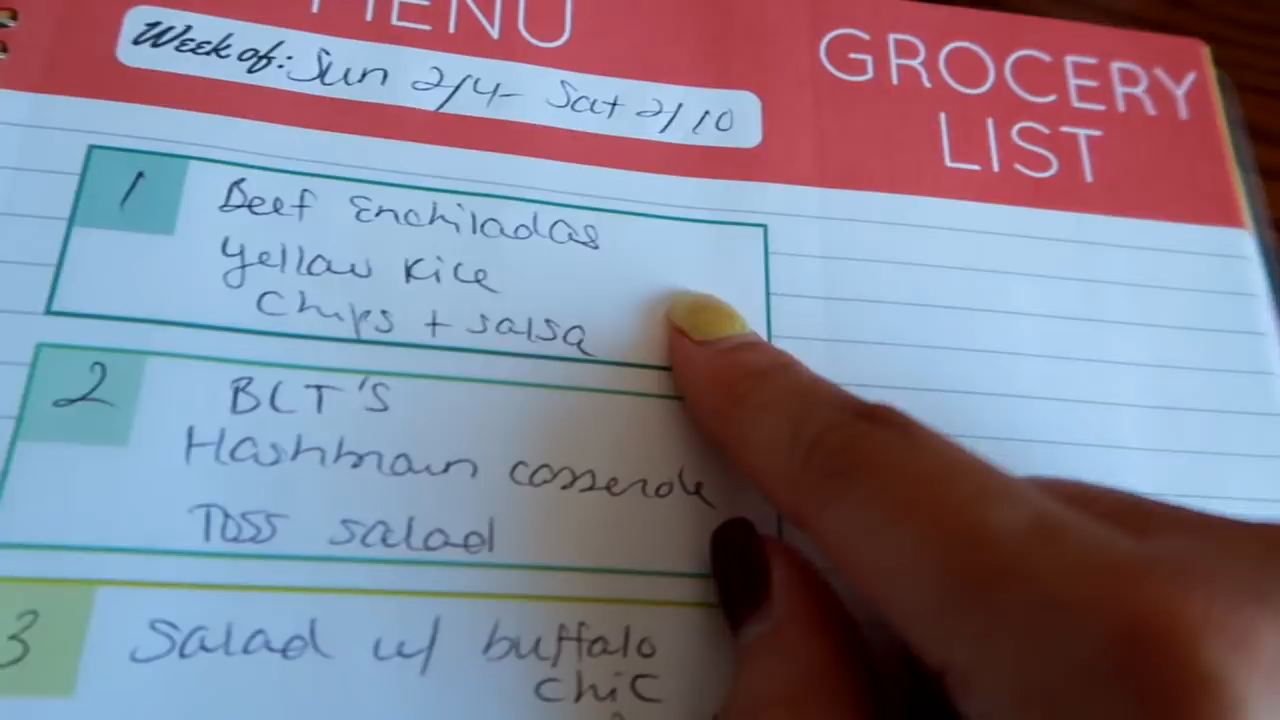 MENU
GROCERY
LIST
Week of: Sun 2/4- Sat 2/10
1
Beef Enchiladas
Yellow Rice
Chips + salsa
2
BLT'S
Hashbrown casserole
Toss salad
3
Salad w/ buffalo
chic